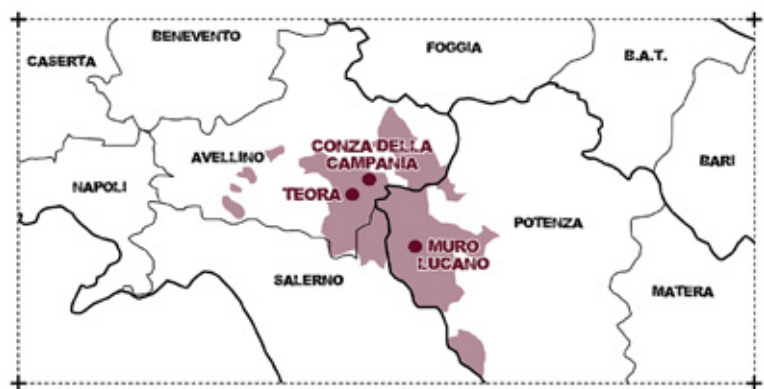 BENEVENTO
FOGGIA
CASERTA
B.A.T.
CONZA DELLA
CAMPANIA
AVELLINO
BARI
NAPOLI
TEORA
POTENZA
MURO
LUCANO
SALERNO
MATERA